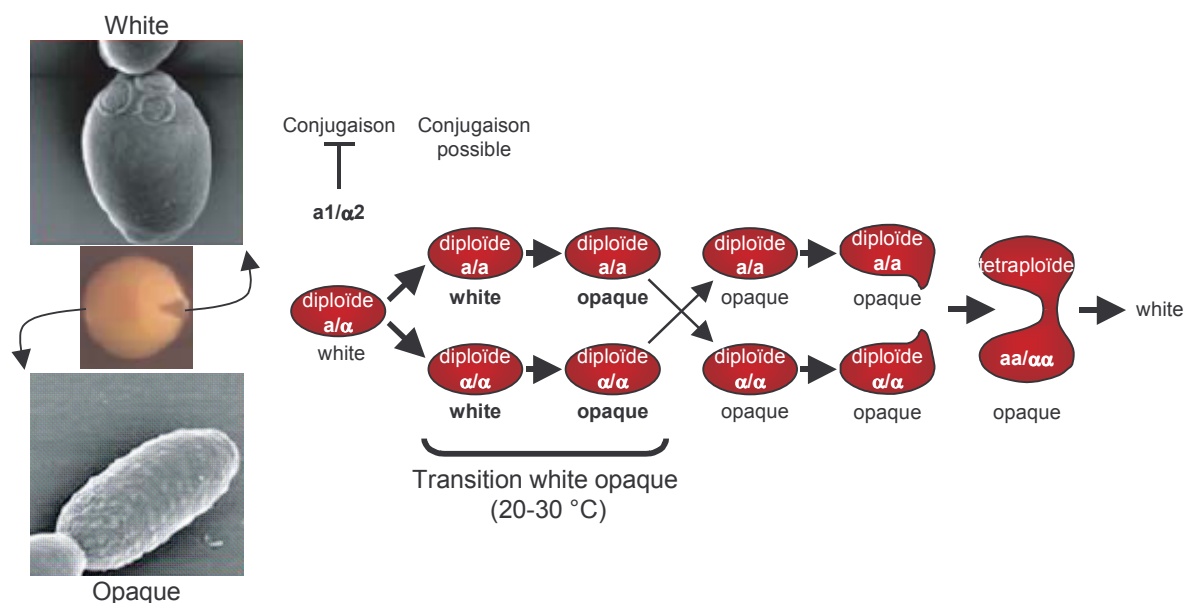 White
Conjugaison
Conjugaison
possible
a1/α2
diploïde
a/α
white
diploïde
a/a
white
diploïde
a/a
opaque
diploïde
a/a
opaque
diploïde
a/a
opaque
diploïde
α/α
white
diploïde
α/α
opaque
diploïde
α/α
opaque
diploïde
α/α
opaque
tetraploïde
aa/αα
opaque
white
Transition white opaque
(20-30 °C)
Opaque